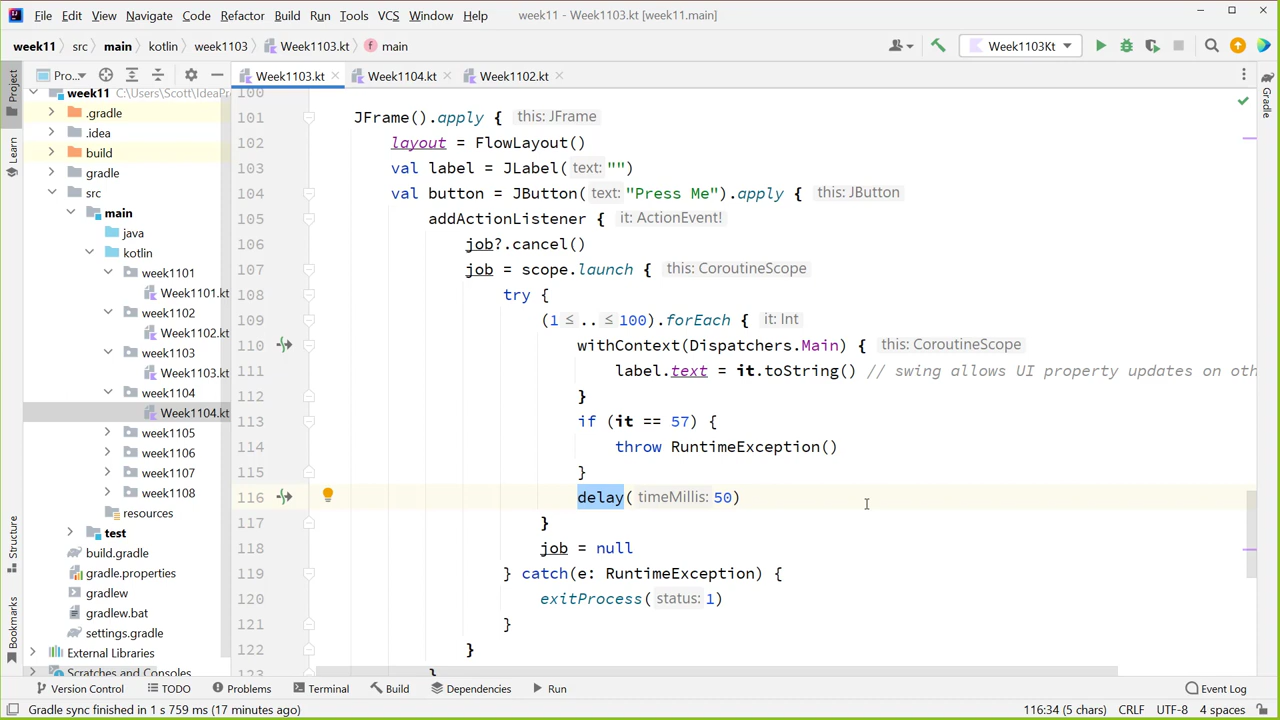 File Edit View Navigate Code Refactor Build Run Tools VCS Window Help week11 - Week1103.kt [week11.main]
week11 src main kotlin week1103 Week1103.kt main Week1103Kt
Pro... Week1103.kt Week1104.kt Week1102.kt
Project
Learn
Structure
Bookmarks
week11 C:\Users\Scott\IdeaPr
.gradle
.idea
build
gradle
src
main
java
kotlin
week1101
Week1101.kt
week1102
Week1102.kt
week1103
Week1103.kt
week1104
Week1104.kt
week1105
week1106
week1107
week1108
resources
test
build.gradle
gradle.properties
gradlew
gradlew.bat
settings.gradle
External Libraries
Scratches and Consoles
100
101 JFrame().apply { this: JFrame
102 layout = FlowLayout()
103 val label = JLabel( text: "")
104 val button = JButton( text: "Press Me").apply { this: JButton
105 addActionListener { it: ActionEvent!
106 job?.cancel()
107 job = scope.launch { this: CoroutineScope
108 try {
109 (1 ≤ .. ≤ 100).forEach { it: Int
110 withContext(Dispatchers.Main) { this: CoroutineScope
111 label.text = it.toString() // swing allows UI property updates on oth
112 }
113 if (it == 57) {
114 throw RuntimeException()
115 }
116 delay( timeMillis: 50)
117 }
118 job = null
119 } catch(e: RuntimeException) {
120 exitProcess( status: 1)
121 }
122 }
123 }
Gradle
Version Control TODO Problems Terminal Build Dependencies Run Event Log
Gradle sync finished in 1 s 759 ms (17 minutes ago) 116:34 (5 chars) CRLF UTF-8 4 spaces